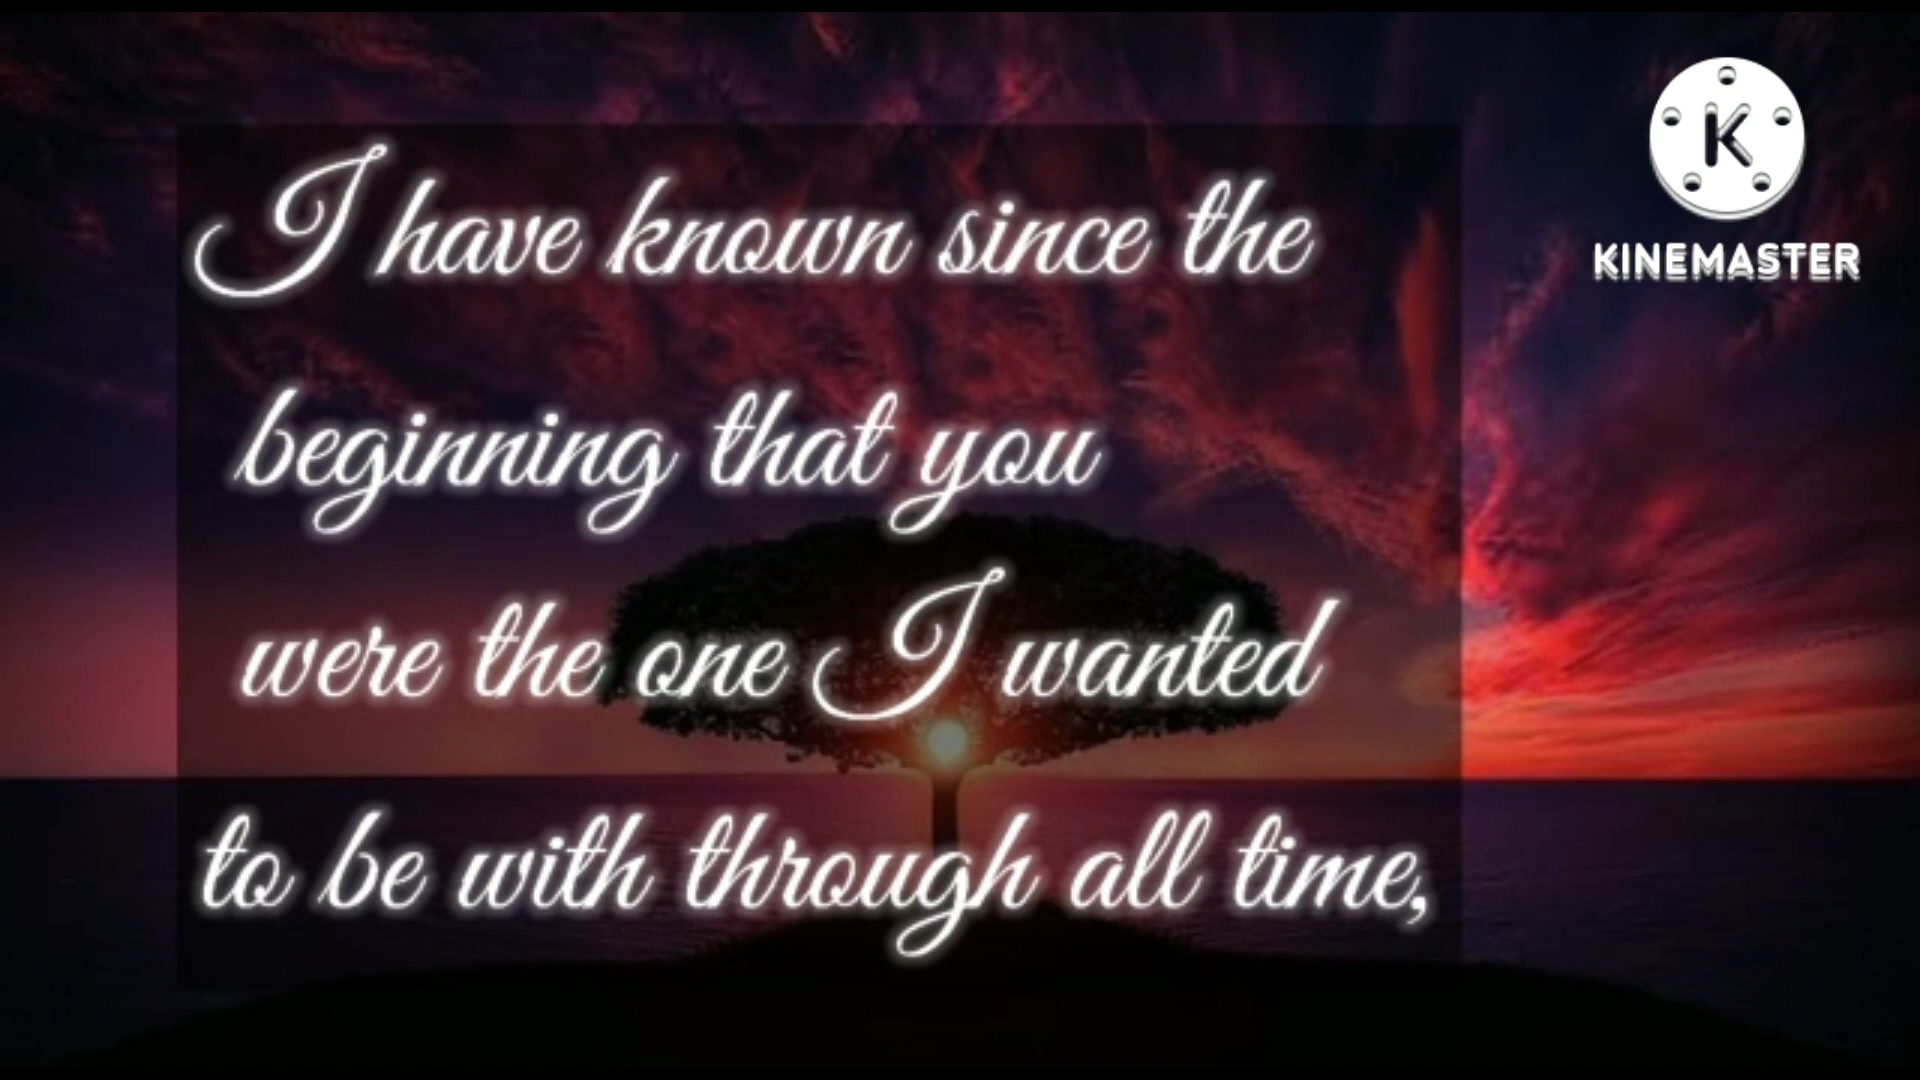 I have known since the
beginning that you
were the one I wanted
to be with through all time,
K
KINEMASTER